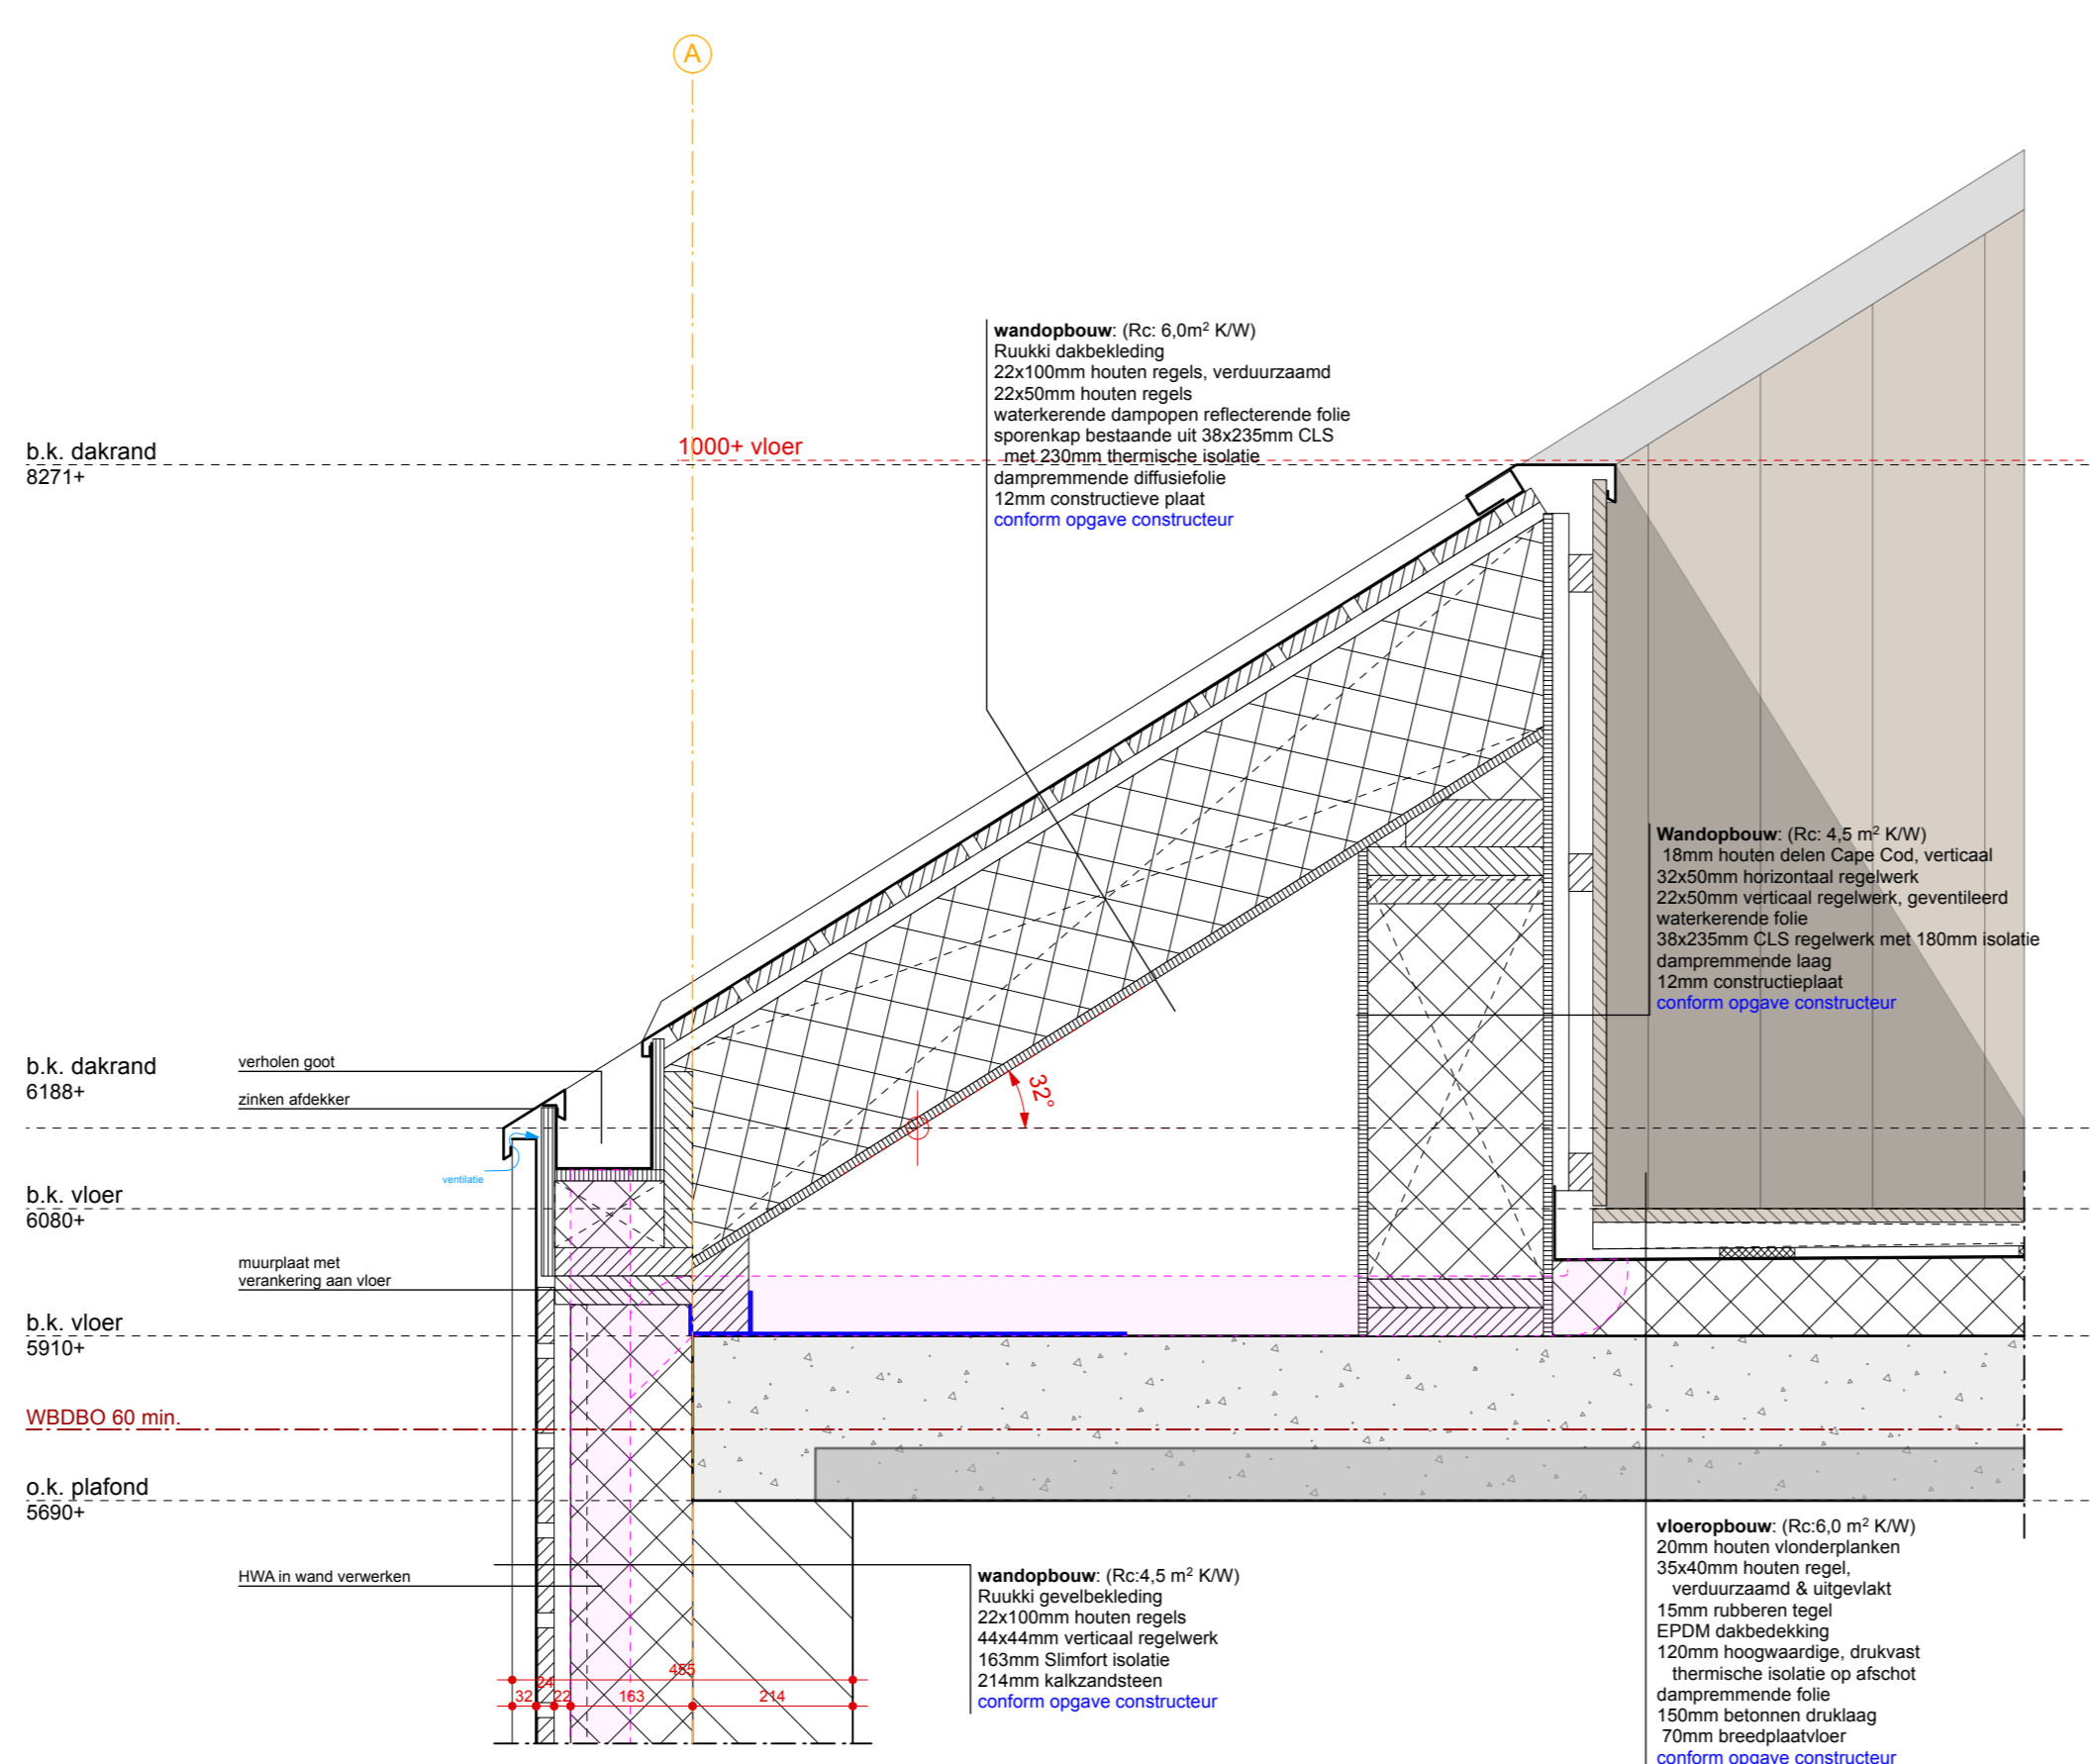 A
wandopbouw: (Rc: 6,0m² K/W)
Ruukki dakbekleding
22x100mm houten regels, verduurzaamd
22x50mm houten regels
waterkerende dampopen reflecterende folie
sporenkap bestaande uit 38x235mm CLS
met 230mm thermische isolatie
dampremmende diffusiefolie
12mm constructieve plaat
conform opgave constructeur
b.k. dakrand
8271+
1000+ vloer
Wandopbouw: (Rc: 4,5 m² K/W)
18mm houten delen Cape Cod, verticaal
32x50mm horizontaal regelwerk
22x50mm verticaal regelwerk, geventileerd
waterkerende folie
38x235mm CLS regelwerk met 180mm isolatie
dampremmende laag
12mm constructieplaat
conform opgave constructeur
b.k. dakrand
6188+
verholen goot
zinken afdekker
32°
ventilatie
b.k. vloer
6080+
muurplaat met
verankering aan vloer
b.k. vloer
5910+
WBDBO 60 min.
o.k. plafond
5690+
HWA in wand verwerken
wandopbouw: (Rc:4,5 m² K/W)
Ruukki gevelbekleding
22x100mm houten regels
44x44mm verticaal regelwerk
163mm Slimfort isolatie
214mm kalkzandsteen
conform opgave constructeur
vloeropbouw: (Rc:6,0 m² K/W)
20mm houten vlonderplanken
35x40mm houten regel,
verduurzaamd & uitgevlakt
15mm rubberen tegel
EPDM dakbedekking
120mm hoogwaardige, drukvast
thermische isolatie op afschot
dampremmende folie
150mm betonnen druklaag
70mm breedplaatvloer
conform opgave constructeur
455
32 24 22 163 214